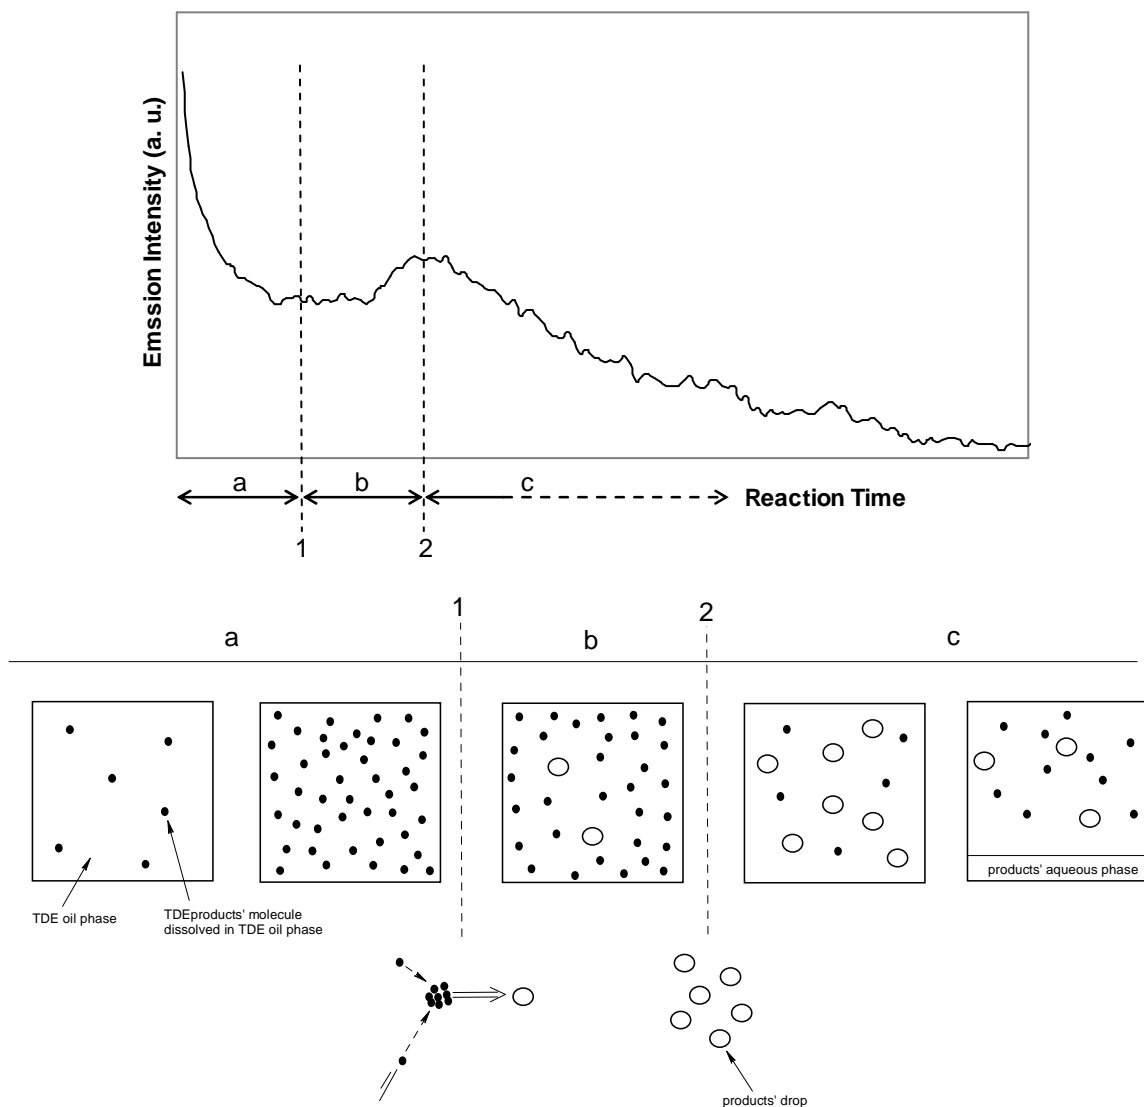 Emssion Intensity (a. u.)
a
b
c
Reaction Time
1
2
1
2
a
b
c
TDE oil phase
TDEproducts' molecule
dissolved in TDE oil phase
products' aqueous phase
products' drop